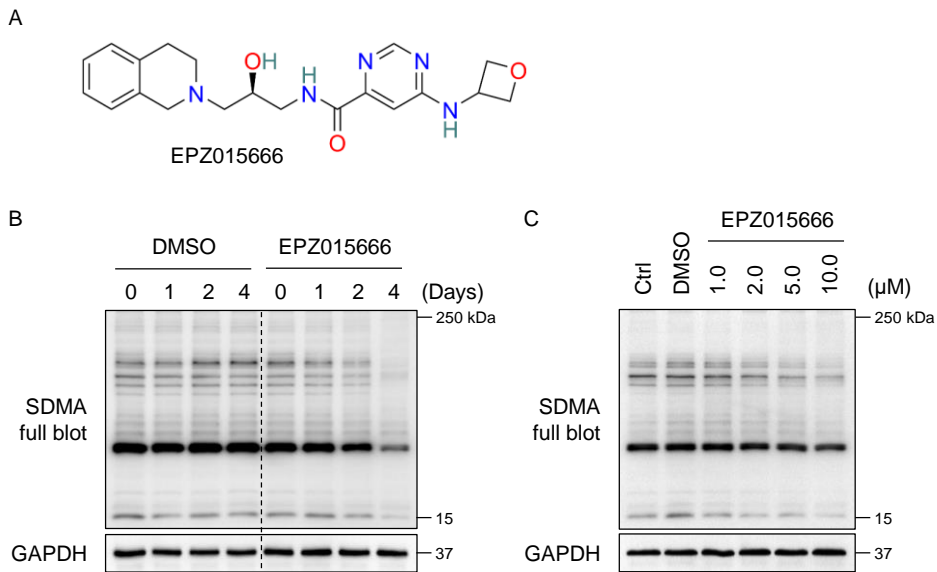 A
OH
N
H
N
O
N
N
N
H
O
EPZ015666
B
DMSO EPZ015666
0 1 2 4 0 1 2 4 (Days)
250 kDa
SDMA
full blot
15
GAPDH
37
C
EPZ015666
Ctrl DMSO 1.0 2.0 5.0 10.0 (µM)
250 kDa
SDMA
full blot
15
GAPDH
37